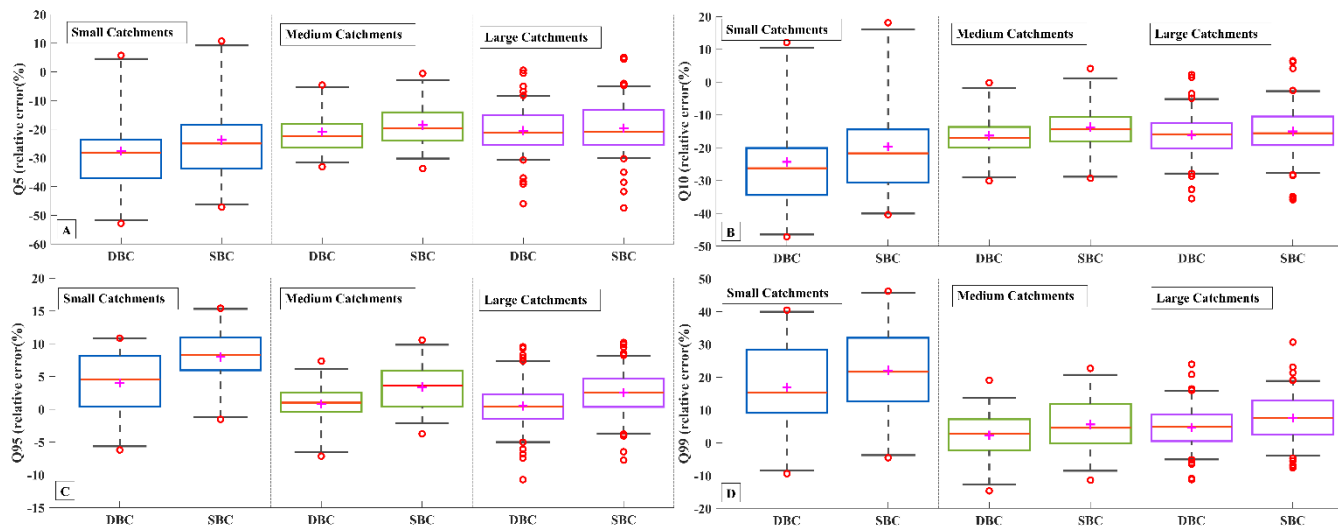 Q5 (relative error(%)
20
10
0
-10
-20
-30
-40
-50
-60
Small Catchments
Medium Catchments
Large Catchments
A
DBC SBC DBC SBC DBC SBC
Q10 (relative error(%)
20
10
0
-10
-20
-30
-40
-50
Small Catchments
Medium Catchments
Large Catchments
B
DBC SBC DBC SBC DBC SBC
Q95 (relative error(%)
20
15
10
5
0
-5
-10
-15
Small Catchments
Medium Catchments
Large Catchments
C
DBC SBC DBC SBC DBC SBC
Q99 (relative error(%)
50
40
30
20
10
0
-10
-20
Small Catchments
Medium Catchments
Large Catchments
D
DBC SBC DBC SBC DBC SBC